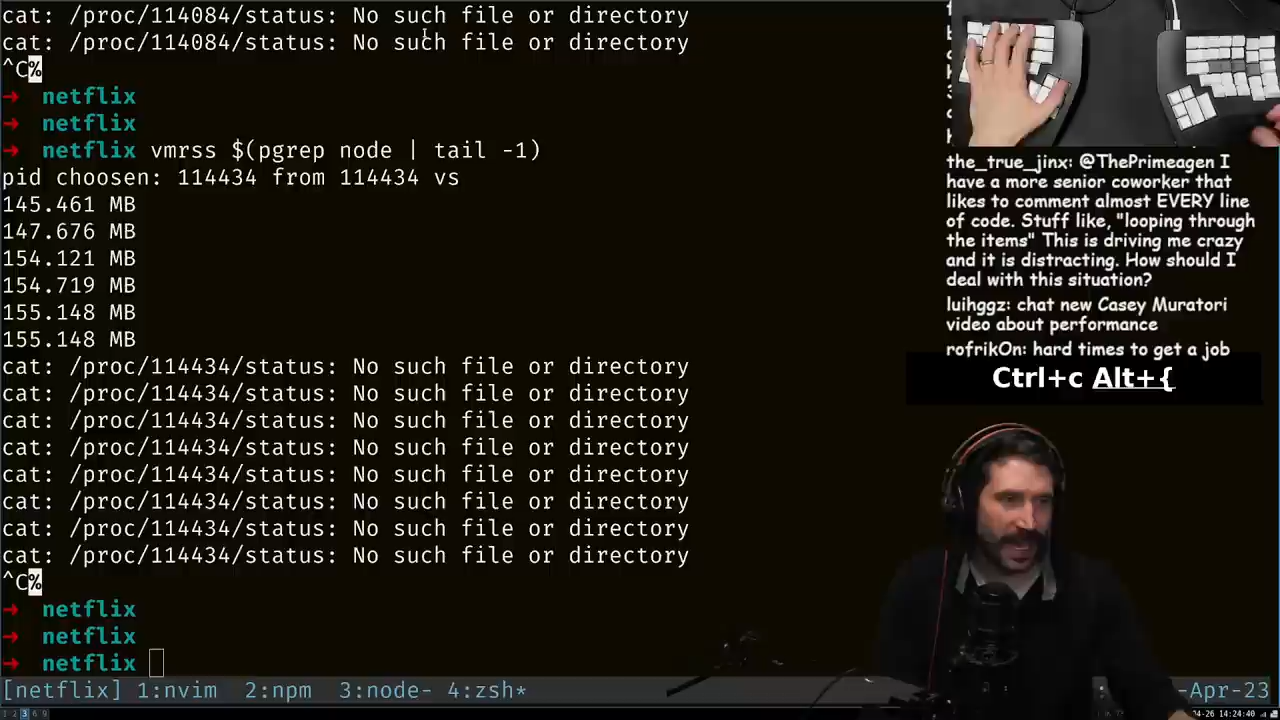 cat: /proc/114084/status: No such file or directory
cat: /proc/114084/status: No such file or directory
^C%
→ netflix
→ netflix
→ netflix vmrss $(pgrep node | tail -1)
pid choosen: 114434 from 114434 vs
145.461 MB
147.676 MB
154.121 MB
154.719 MB
155.148 MB
155.148 MB
cat: /proc/114434/status: No such file or directory
cat: /proc/114434/status: No such file or directory
cat: /proc/114434/status: No such file or directory
cat: /proc/114434/status: No such file or directory
cat: /proc/114434/status: No such file or directory
cat: /proc/114434/status: No such file or directory
cat: /proc/114434/status: No such file or directory
cat: /proc/114434/status: No such file or directory
^C%
→ netflix
→ netflix
→ netflix
[netflix] 1:nvim 2:npm 3:node- 4:zsh*
-Apr-23
the_true_jinx: @ThePrimeagen I
have a more senior coworker that
likes to comment almost EVERY line
of code. Stuff like, "looping through
the items" This is driving me crazy
and it is distracting. How should I
deal with this situation?
luihggz: chat new Casey Muratori
video about performance
rofrikOn: hard times to get a job
Ctrl+c Alt+{
04-26 14:24:40